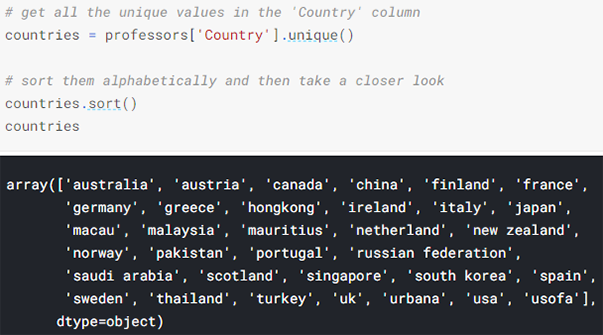 # get all the unique values in the 'Country' column
countries = professors['Country'].unique()
# sort them alphabetically and then take a closer look
countries.sort()
countries
array(['australia', 'austria', 'canada', 'china', 'finland', 'france',
'germany', 'greece', 'hongkong', 'ireland', 'italy', 'japan',
'macau', 'malaysia', 'mauritius', 'netherland', 'new zealand',
'norway', 'pakistan', 'portugal', 'russian federation',
'saudi arabia', 'scotland', 'singapore', 'south korea', 'spain',
'sweden', 'thailand', 'turkey', 'uk', 'urbana', 'usa', 'usofa'],
dtype=object)